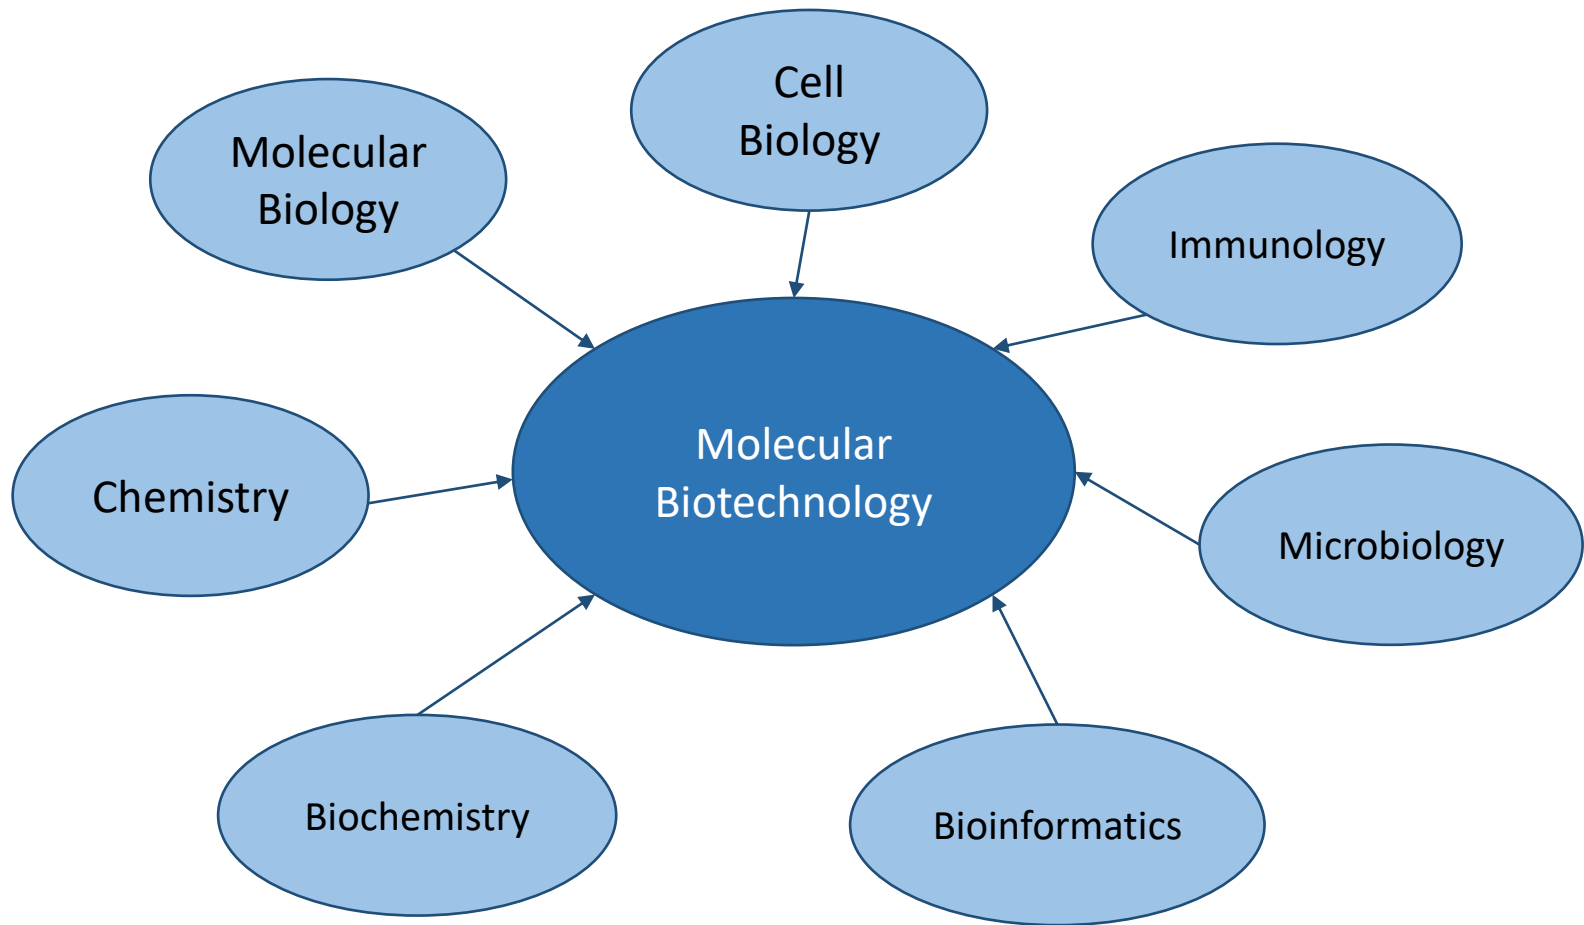 Cell
Biology
Molecular
Biology
Immunology
Molecular
Biotechnology
Chemistry
Microbiology
Biochemistry
Bioinformatics